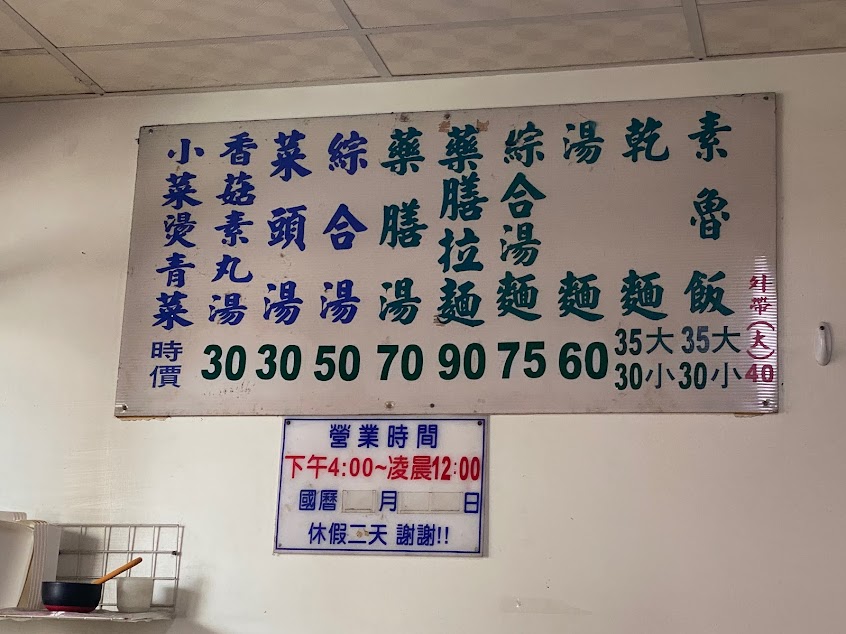 外帶(大)40
素魯飯 35大 30小
乾麵 35大 30小
湯麵 60
綜合湯麵 75
藥膳拉麵 90
藥膳湯 70
綜合湯 50
菜頭湯 30
香菇素丸湯 30
小菜燙青菜 時價
營業時間
下午4:00~凌晨12:00
國曆 月 日
休假二天 謝謝!!